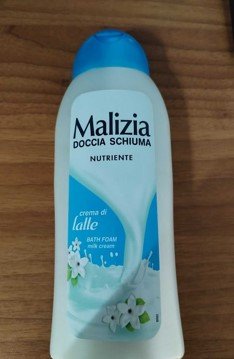 Malizia
DOCCIA SCHIUMA
NUTRIENTE
crema di
latte
BATH FOAM
milk cream